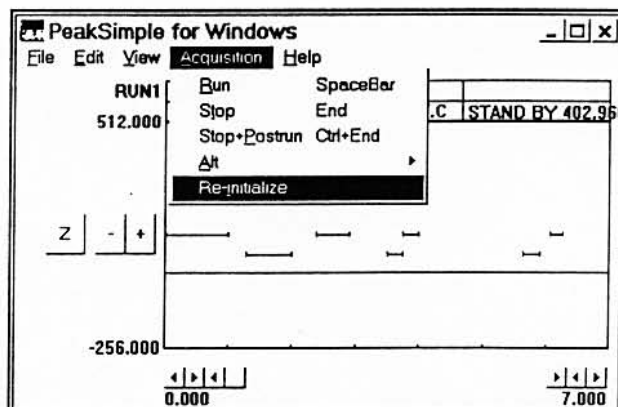 PeakSimple for Windows
File Edit View Acquisition Help
RUN1
512.000
Run SpaceBar
Stop End
Stop+Postrun Ctrl+End
Alt
Re-initialize
.C STAND BY 402.96
Z - +
-256.000
0.000 7.000